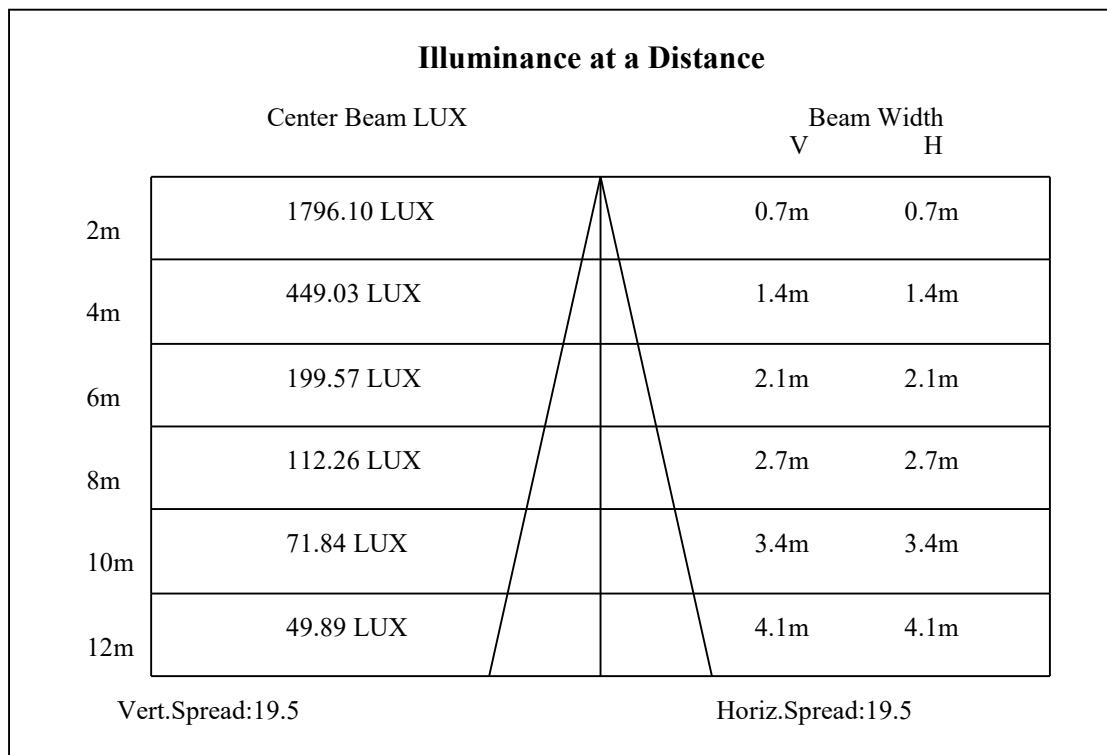 Illuminance at a Distance
Center Beam LUX Beam Width
V H
2m 1796.10 LUX 0.7m 0.7m
4m 449.03 LUX 1.4m 1.4m
6m 199.57 LUX 2.1m 2.1m
8m 112.26 LUX 2.7m 2.7m
10m 71.84 LUX 3.4m 3.4m
12m 49.89 LUX 4.1m 4.1m
Vert.Spread:19.5 Horiz.Spread:19.5